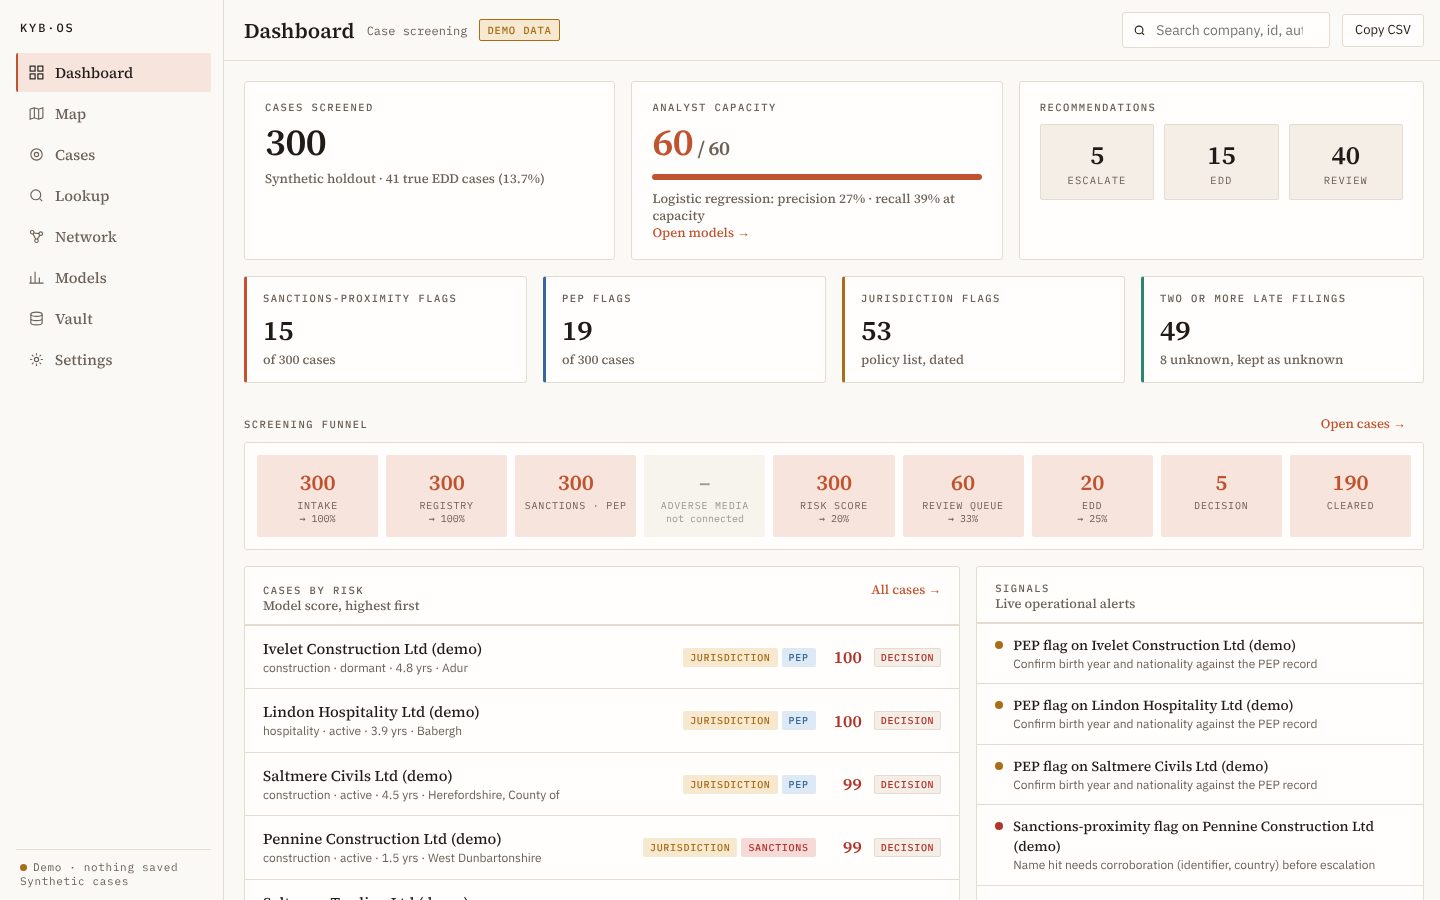 KYB·OS
Dashboard
Map
Cases
Lookup
Network
Models
Vault
Settings
Demo · nothing saved
Synthetic cases
Dashboard Case screening DEMO DATA
Search company, id, aut
Copy CSV
CASES SCREENED
300
Synthetic holdout · 41 true EDD cases (13.7%)
ANALYST CAPACITY
60 / 60
Logistic regression: precision 27% · recall 39% at
capacity
Open models →
RECOMMENDATIONS
5
ESCALATE
15
EDD
40
REVIEW
SANCTIONS-PROXIMITY FLAGS
15
of 300 cases
PEP FLAGS
19
of 300 cases
JURISDICTION FLAGS
53
policy list, dated
TWO OR MORE LATE FILINGS
49
8 unknown, kept as unknown
SCREENING FUNNEL
Open cases →
300
INTAKE
→ 100%
300
REGISTRY
→ 100%
300
SANCTIONS · PEP
–
ADVERSE MEDIA
not connected
300
RISK SCORE
→ 20%
60
REVIEW QUEUE
→ 33%
20
EDD
→ 25%
5
DECISION
190
CLEARED
CASES BY RISK
Model score, highest first
All cases →
Ivelet Construction Ltd (demo)
construction · dormant · 4.8 yrs · Adur
JURISDICTION PEP 100 DECISION
Lindon Hospitality Ltd (demo)
hospitality · active · 3.9 yrs · Babergh
JURISDICTION PEP 100 DECISION
Saltmere Civils Ltd (demo)
construction · active · 4.5 yrs · Herefordshire, County of
JURISDICTION PEP 99 DECISION
Pennine Construction Ltd (demo)
construction · active · 1.5 yrs · West Dunbartonshire
JURISDICTION SANCTIONS 99 DECISION
SIGNALS
Live operational alerts
PEP flag on Ivelet Construction Ltd (demo)
Confirm birth year and nationality against the PEP record
PEP flag on Lindon Hospitality Ltd (demo)
Confirm birth year and nationality against the PEP record
PEP flag on Saltmere Civils Ltd (demo)
Confirm birth year and nationality against the PEP record
Sanctions-proximity flag on Pennine Construction Ltd
(demo)
Name hit needs corroboration (identifier, country) before escalation